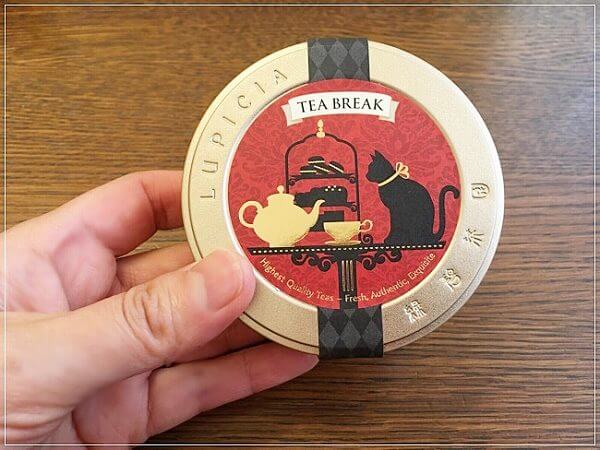 LUPICIA
TEA BREAK
Highest Quality Teas – Fresh, Authentic, Exquisite
緑碧茶園